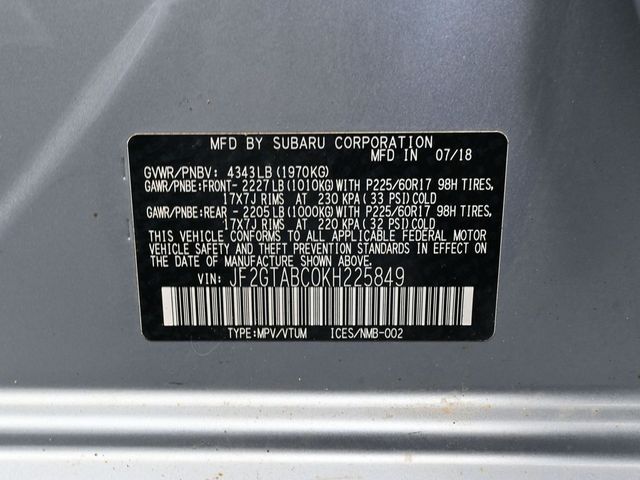 MFD BY SUBARU CORPORATION
MFD IN 07/18
GVWR/PNBV: 4343LB (1970KG)
GAWR/PNBE:FRONT- 2227LB (1010KG) WITH P225/60R17 98H TIRES,
17X7J RIMS AT 230 KPA (33 PSI) COLD
GAWR/PNBE:REAR - 2205LB (1000KG) WITH P225/60R17 98H TIRES,
17X7J RIMS AT 220 KPA (32 PSI) COLD
THIS VEHICLE CONFORMS TO ALL APPLICABLE FEDERAL MOTOR
VEHICLE SAFETY AND THEFT PREVENTION STANDARDS IN EFFECT ON
THE DATE OF MANUFACTURE SHOWN ABOVE.
VIN: JF2GTABC0KH225849
TYPE:MPV/VTUM ICES/NMB-002